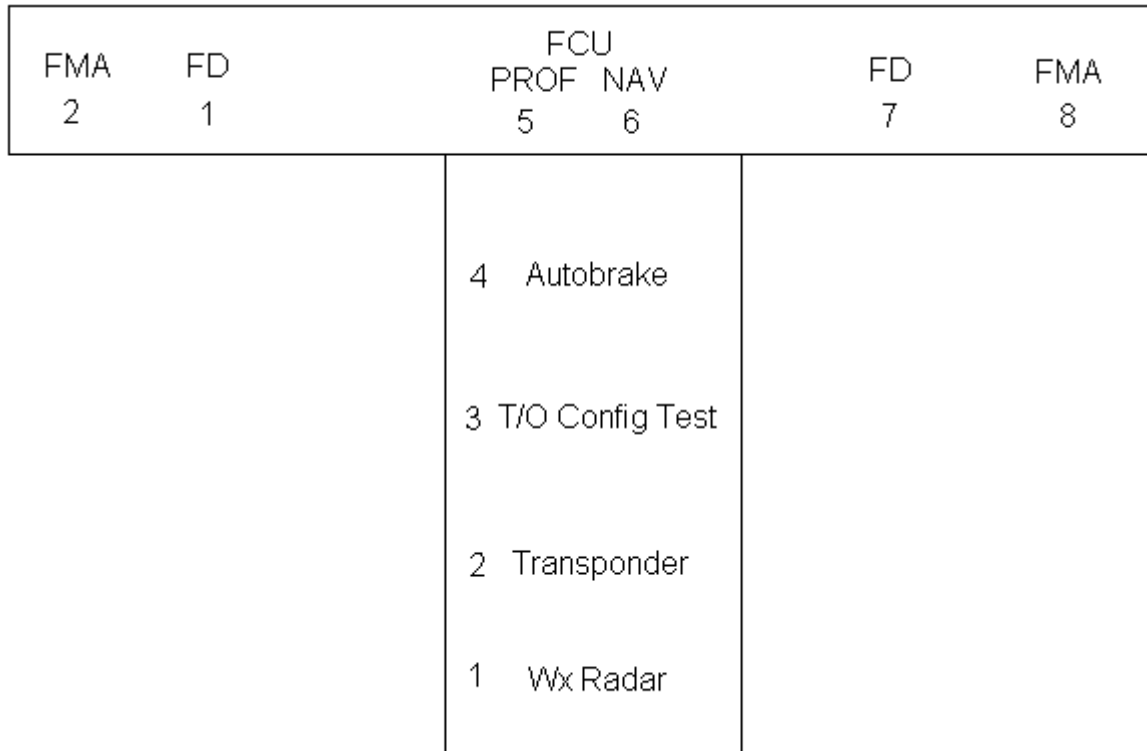 FCU
FMA FD PROF NAV FD FMA
2 1 5 6 7 8
4 Autobrake
3 T/O Config Test
2 Transponder
1 Wx Radar